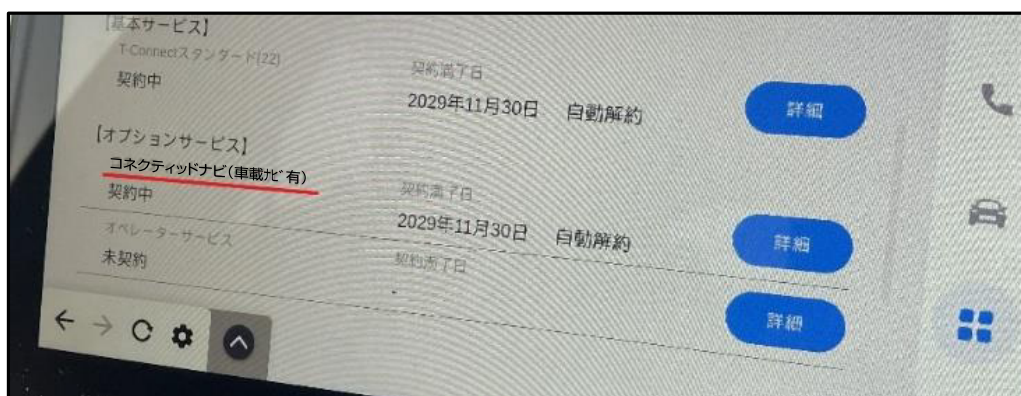 【基本サービス】
T-Connectスタンダード(22)
契約中
契約満了日
2029年11月30日 自動解約
詳細
【オプションサービス】
コネクティッドナビ(車載ナビ有)
契約中
契約満了日
2029年11月30日 自動解約
詳細
オペレーターサービス
未契約
契約満了日
-
詳細